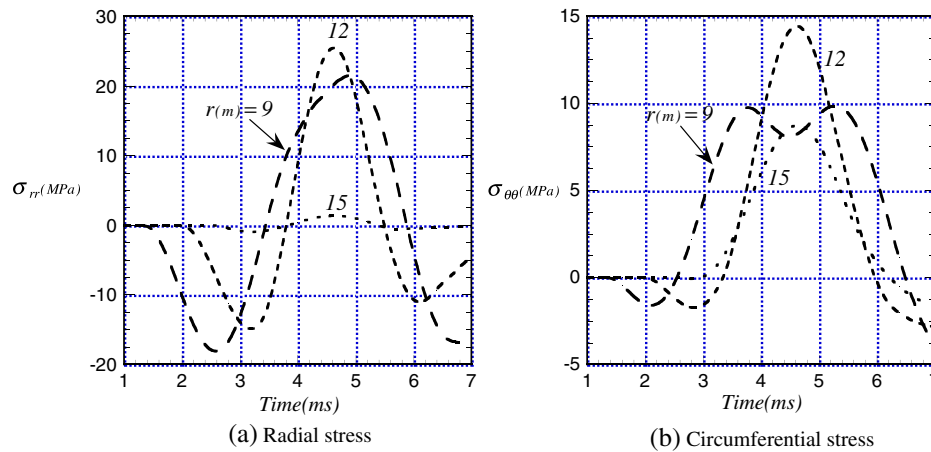 (a)
(b)
30
20
10
0
-10
-20
σrr(MPa)
12
r(m)=9
15
1 2 3 4 5 6 7
Time(ms)
(a) Radial stress
15
10
5
0
-5
σθθ(MPa)
12
r(m)=9
15
1 2 3 4 5 6 7
Time(ms)
(b) Circumferential stress